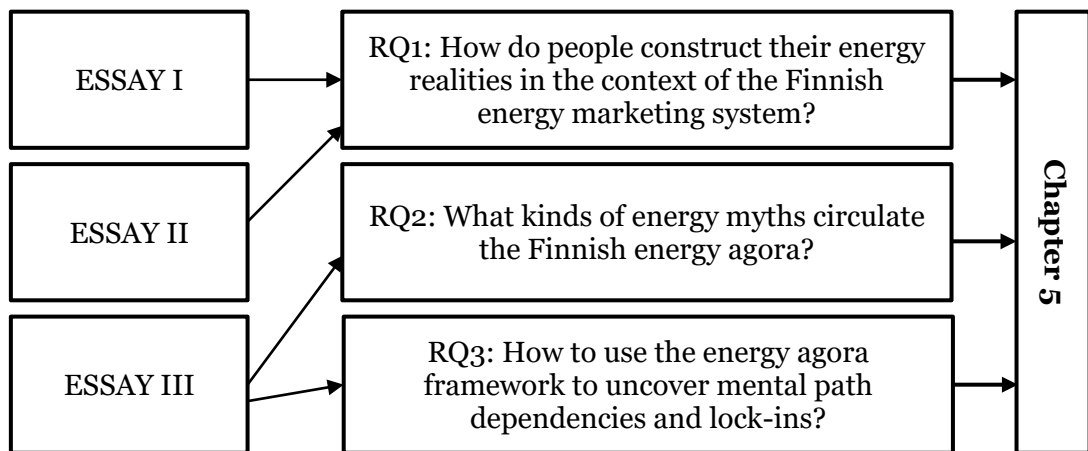 ESSAY I
RQ1: How do people construct their energy
realities in the context of the Finnish
energy marketing system?
ESSAY II
RQ2: What kinds of energy myths circulate
the Finnish energy agora?
ESSAY III
RQ3: How to use the energy agora
framework to uncover mental path
dependencies and lock-ins?
Chapter 5